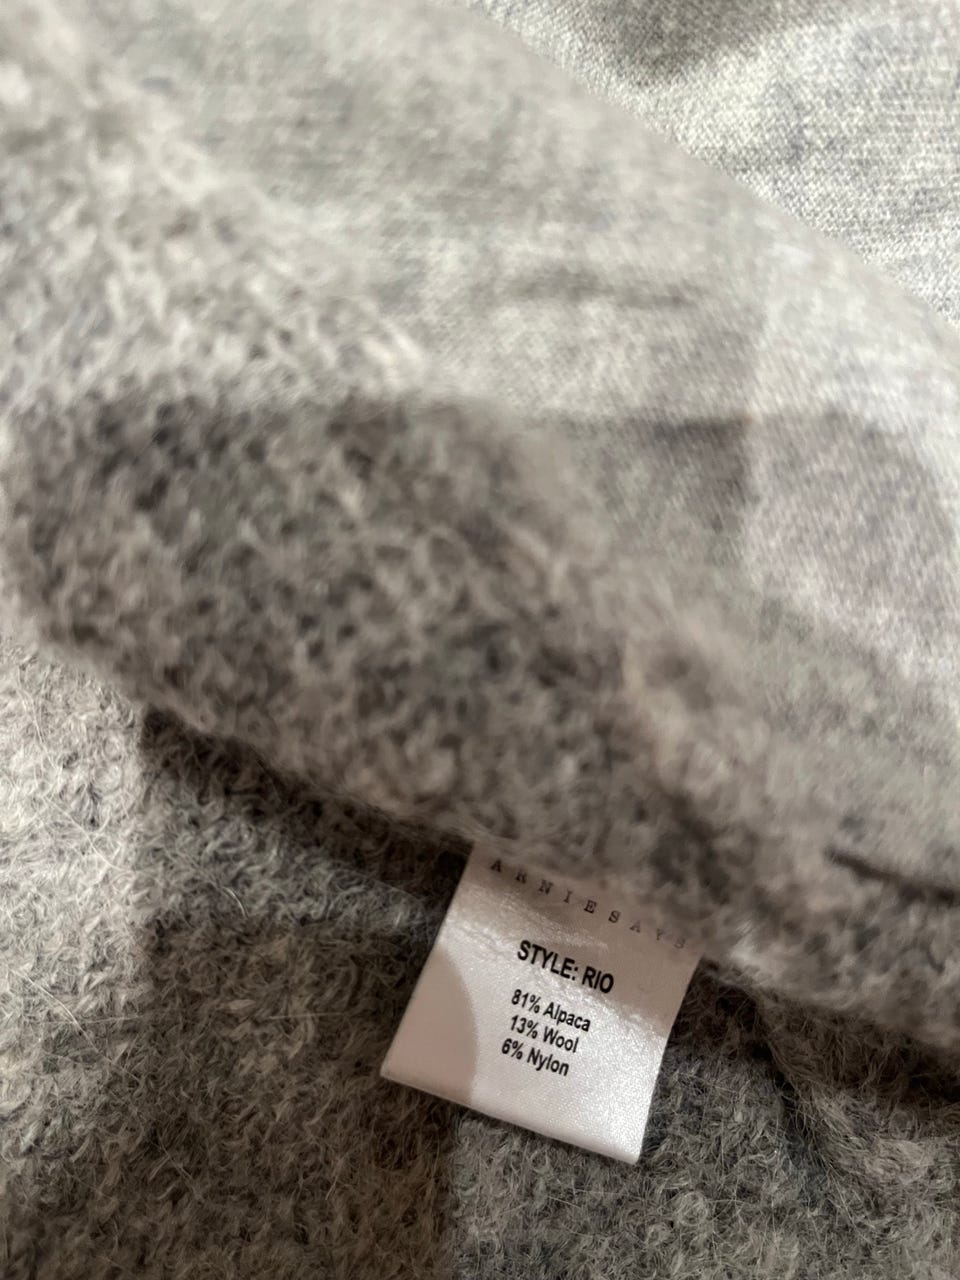 ARNIESAYS
STYLE: RIO
81% Alpaca
13% Wool
6% Nylon